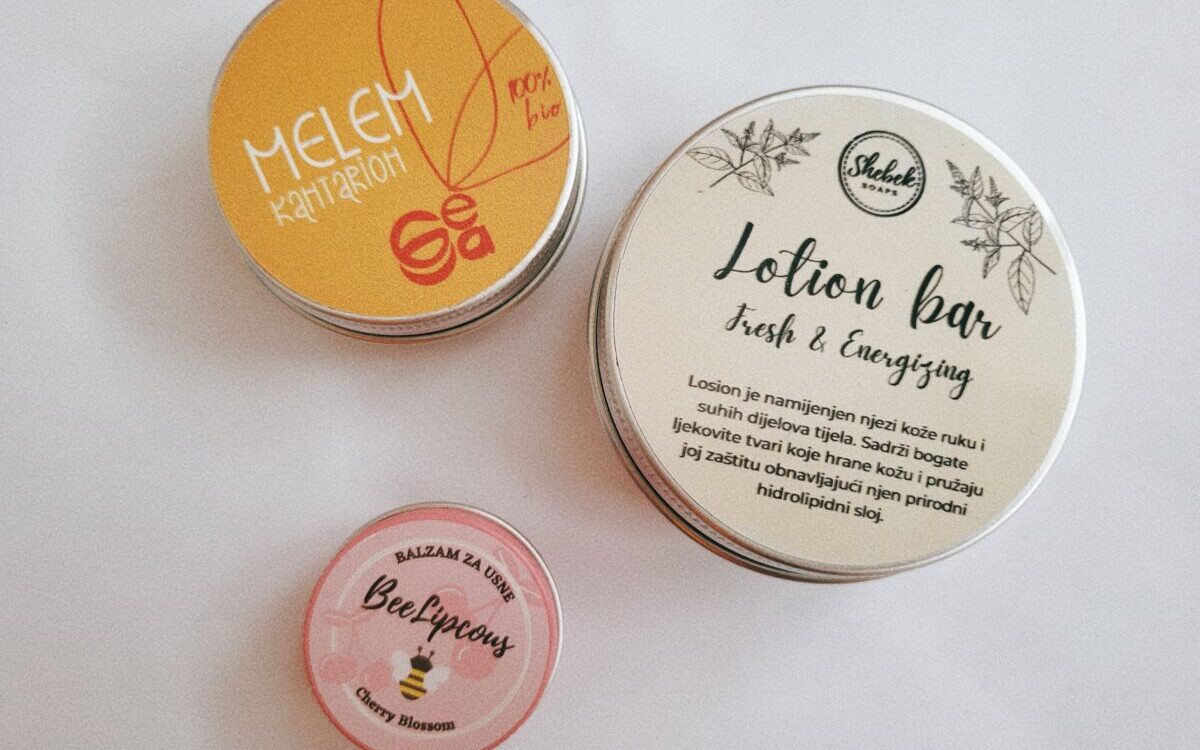 MELEM
KANTARION
100%
bio
Gea
Shebek
SOAPS
Lotion bar
Fresh & Energizing
Losion je namijenjen njezi kože ruku i
suhih dijelova tijela. Sadrži bogate
ljekovite tvari koje hrane kožu i pružaju
joj zaštitu obnavljajući njen prirodni
hidrolipidni sloj.
BALZAM ZA USNE
BeeLipcous
Cherry Blossom